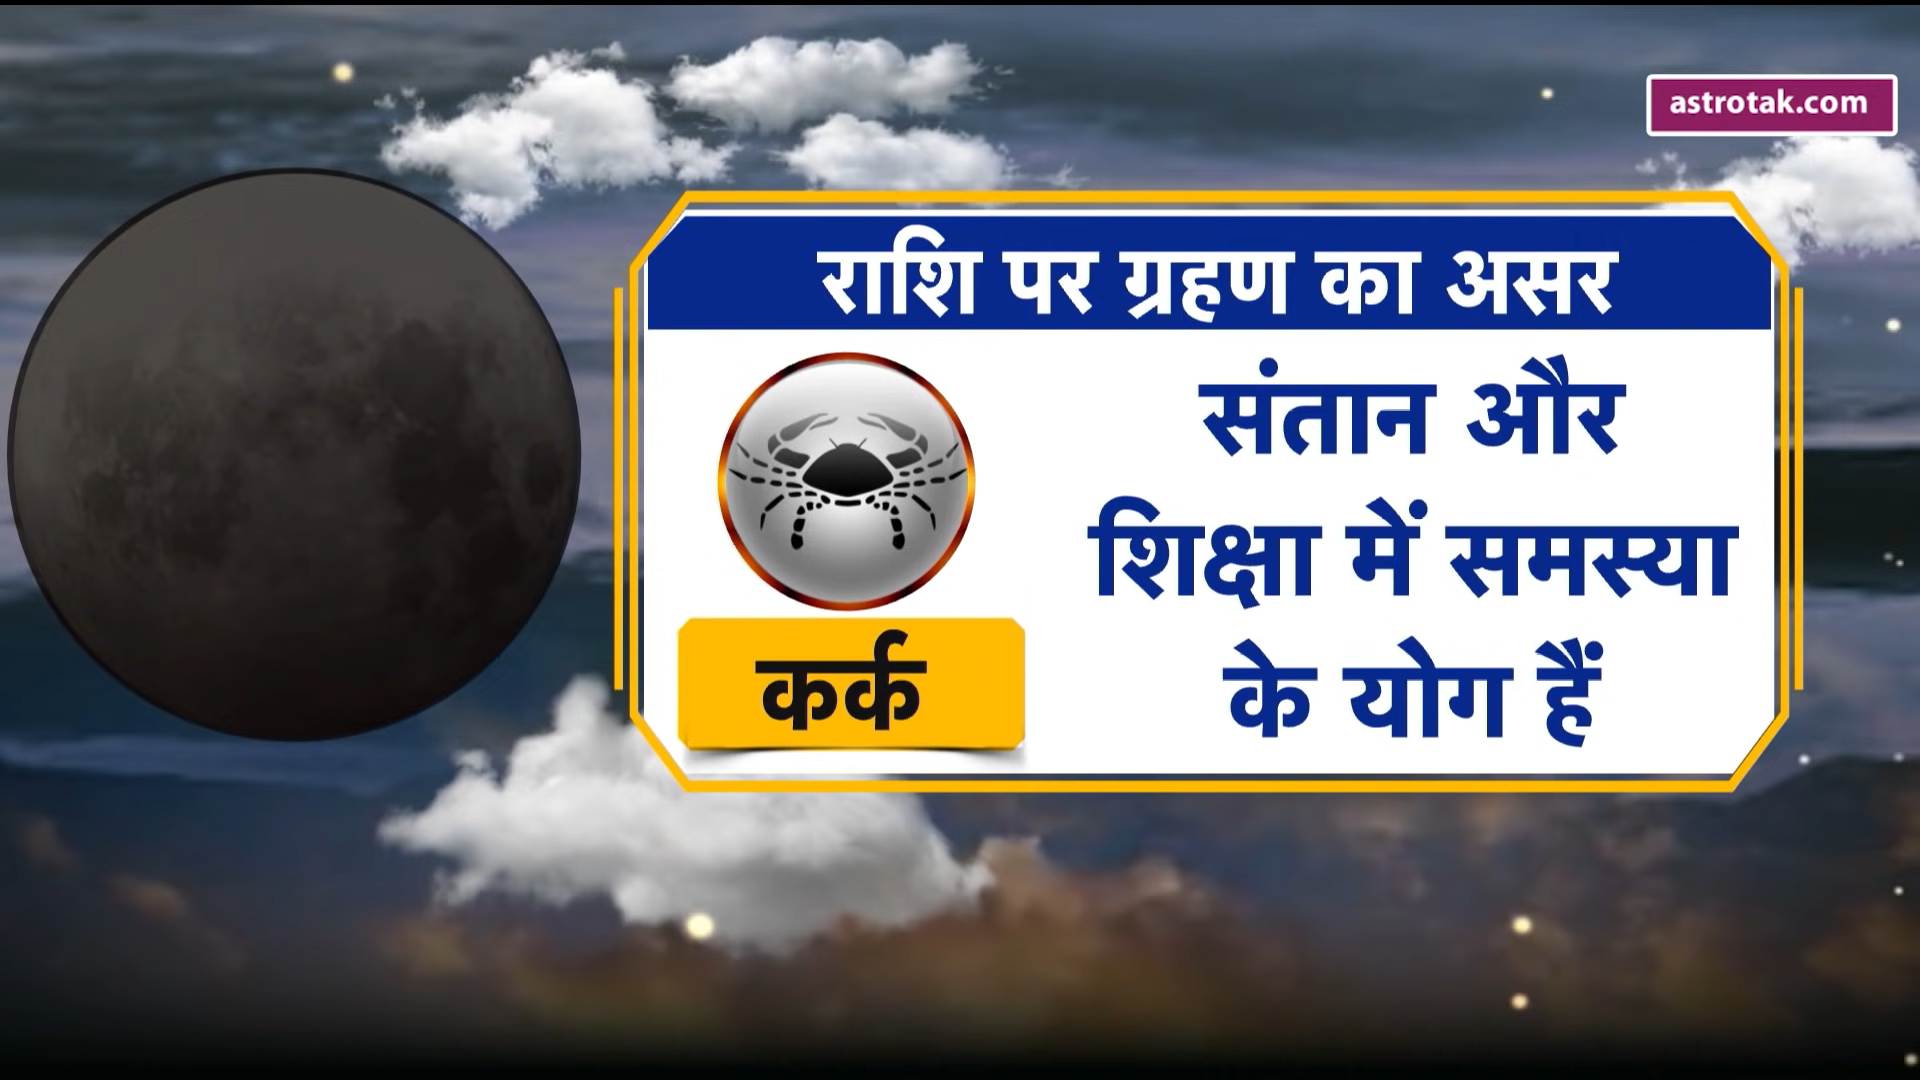 astrotak.com
राशि पर ग्रहण का असर
संतान और
शिक्षा में समस्या
के योग हैं
कर्क